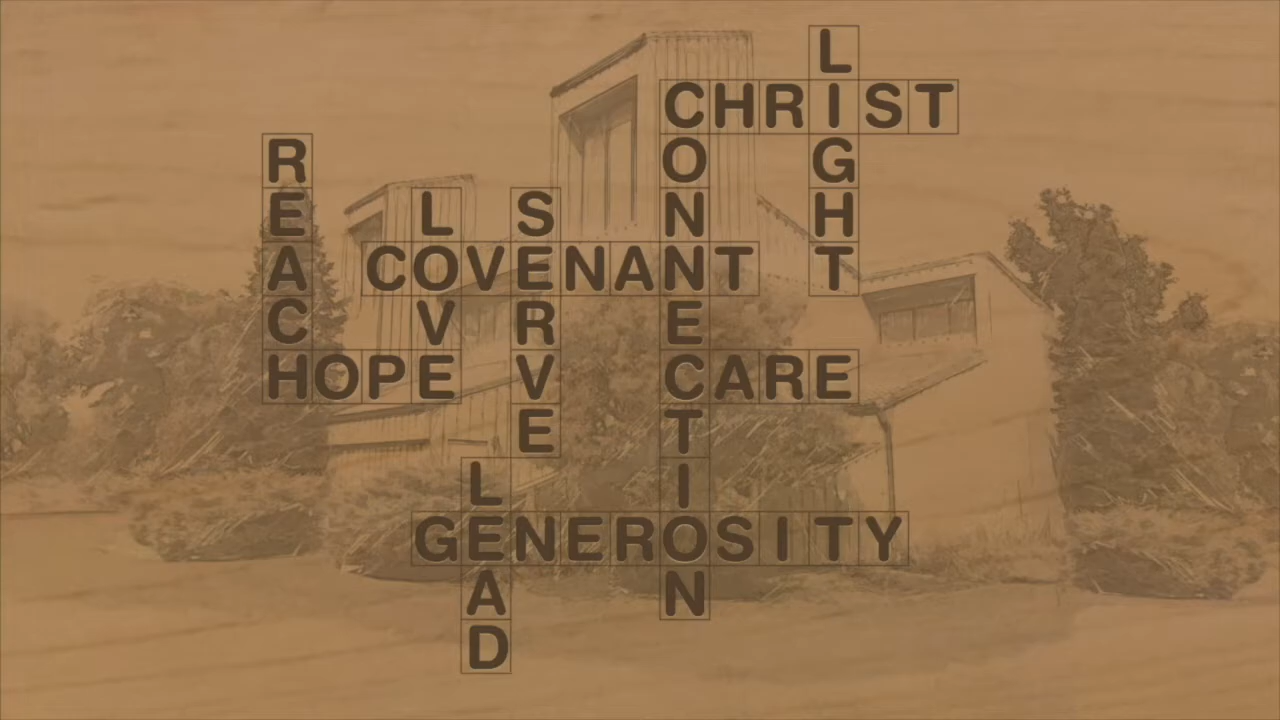 LIGHT
CHRIST
CONNECTION
REACH
LOVE
SERVE
COVENANT
HOPE
CARE
LEAD
GENEROSITY